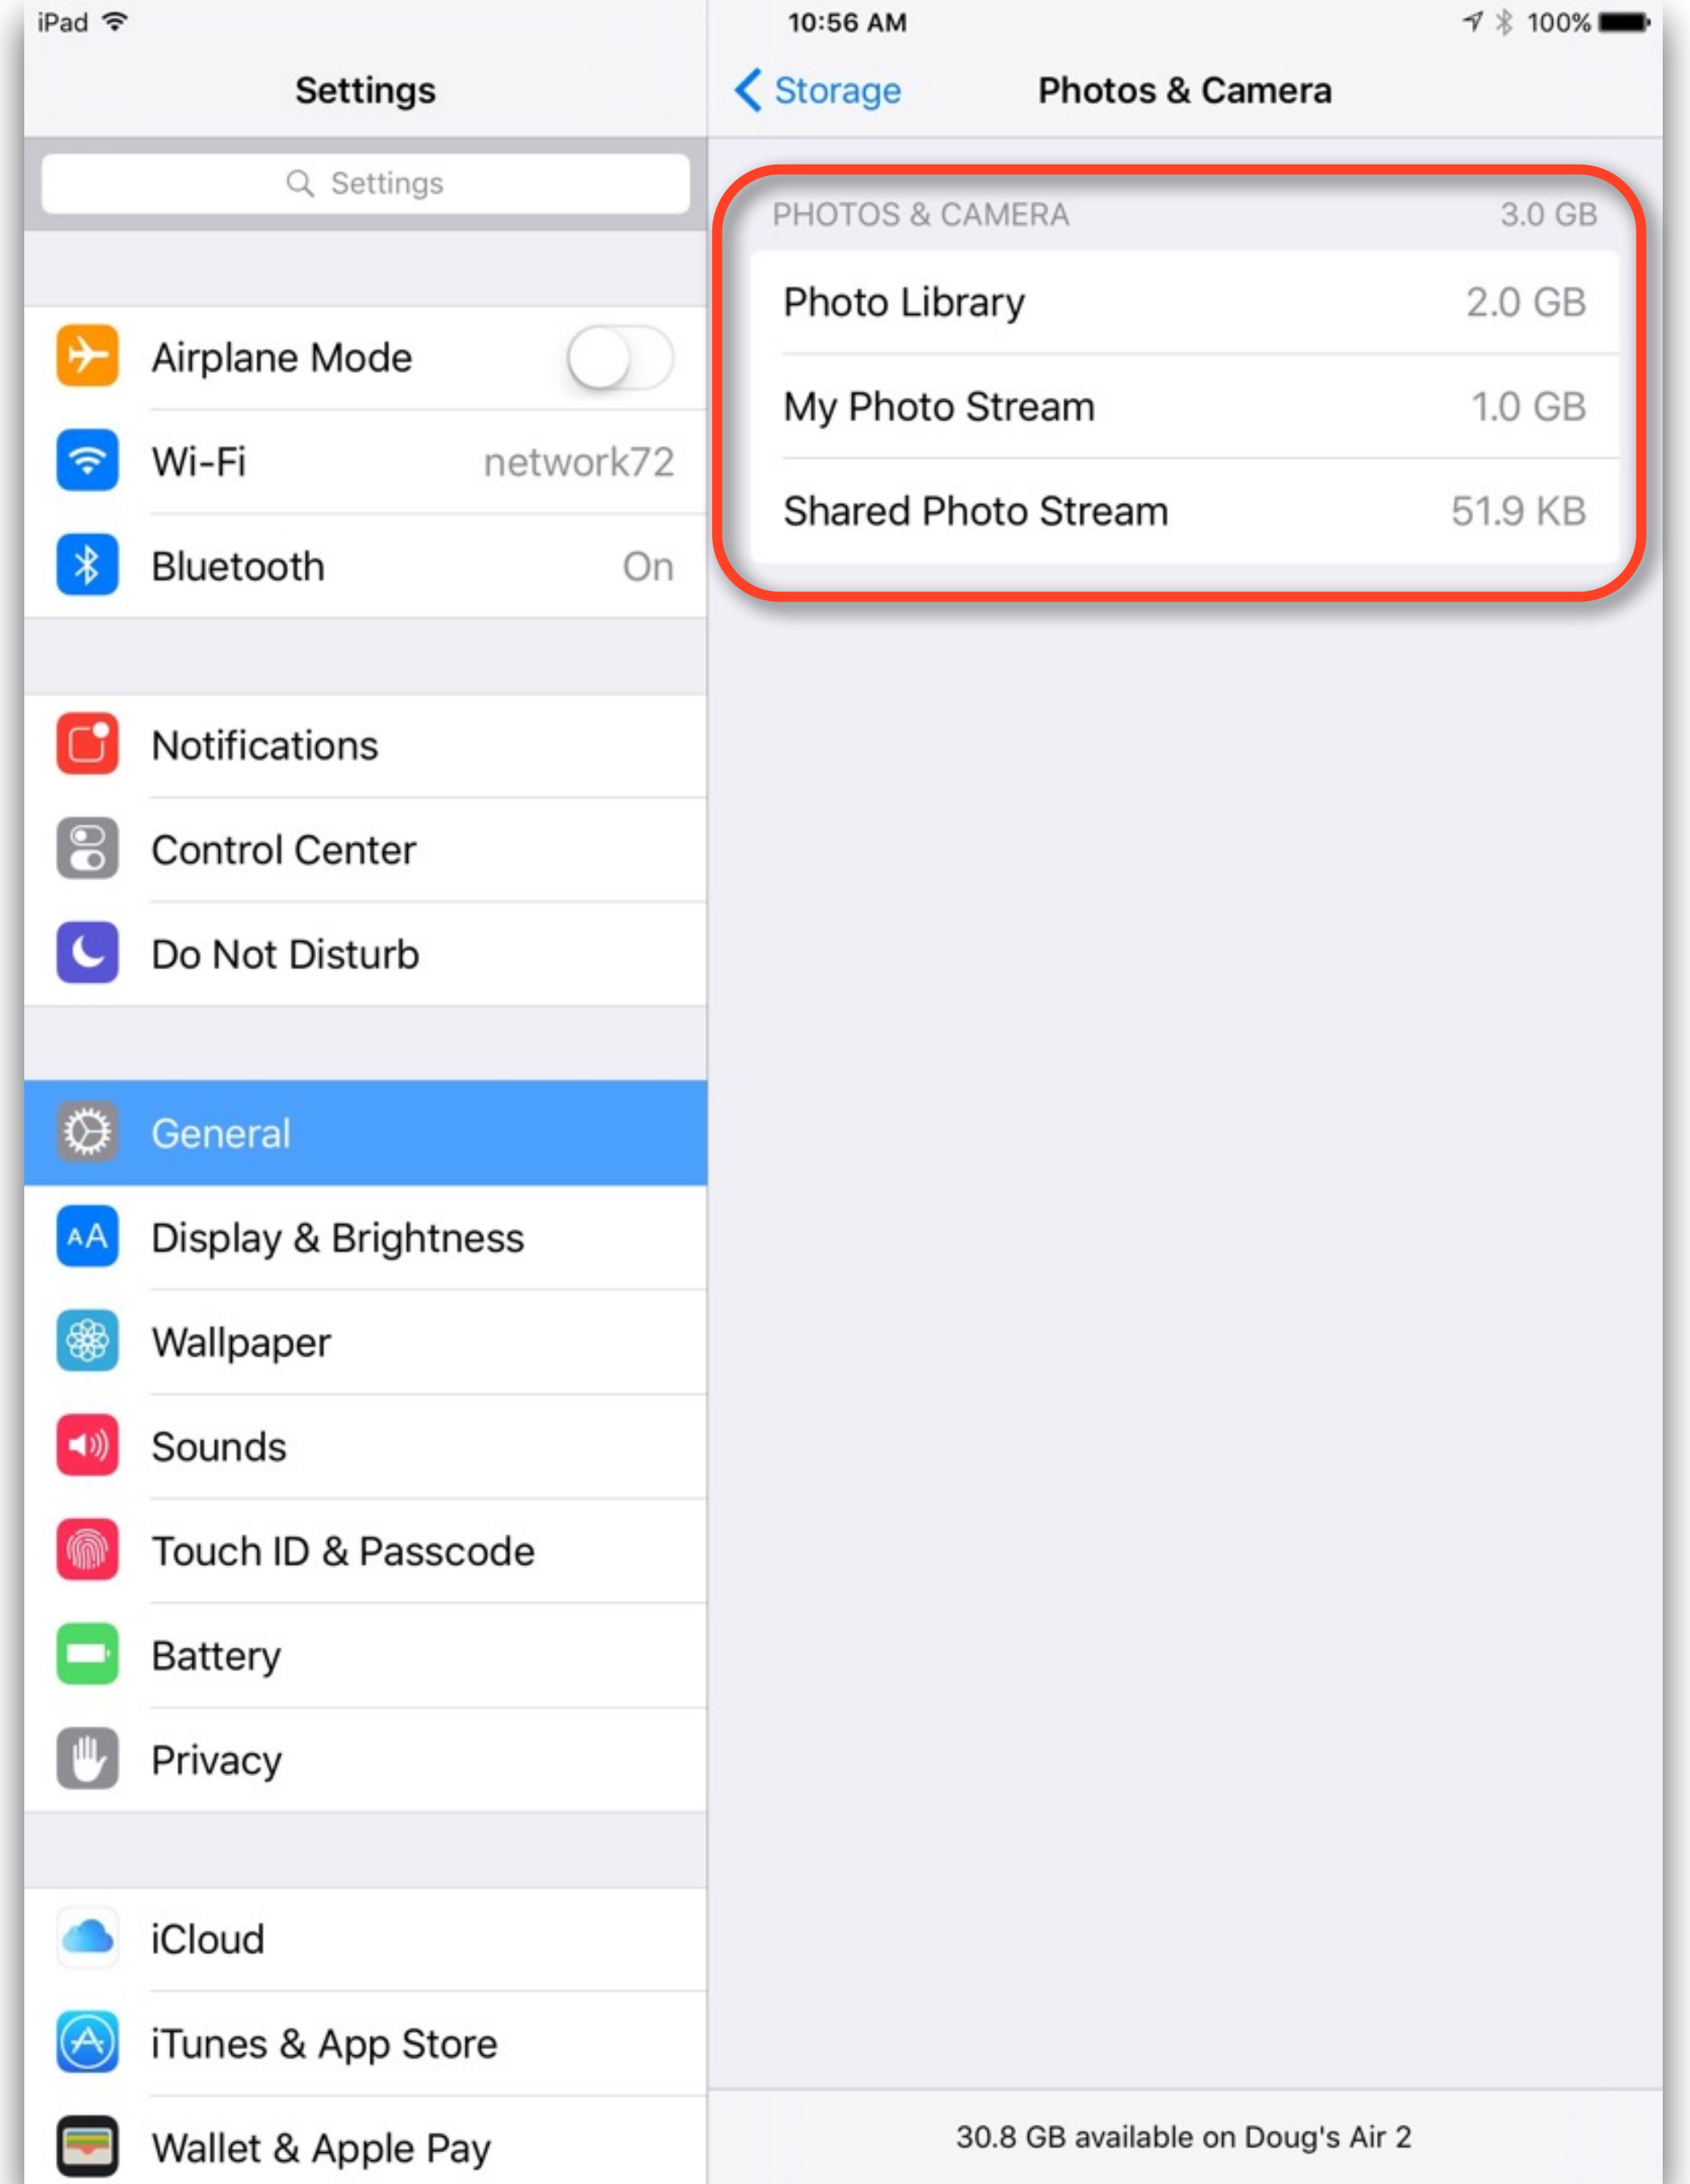 iPad
10:56 AM
100%
Settings
Storage
Photos & Camera
Settings
PHOTOS & CAMERA 3.0 GB
Photo Library 2.0 GB
My Photo Stream 1.0 GB
Shared Photo Stream 51.9 KB
Airplane Mode
Wi-Fi network72
Bluetooth On
Notifications
Control Center
Do Not Disturb
General
AA Display & Brightness
Wallpaper
Sounds
Touch ID & Passcode
Battery
Privacy
iCloud
iTunes & App Store
Wallet & Apple Pay
30.8 GB available on Doug's Air 2